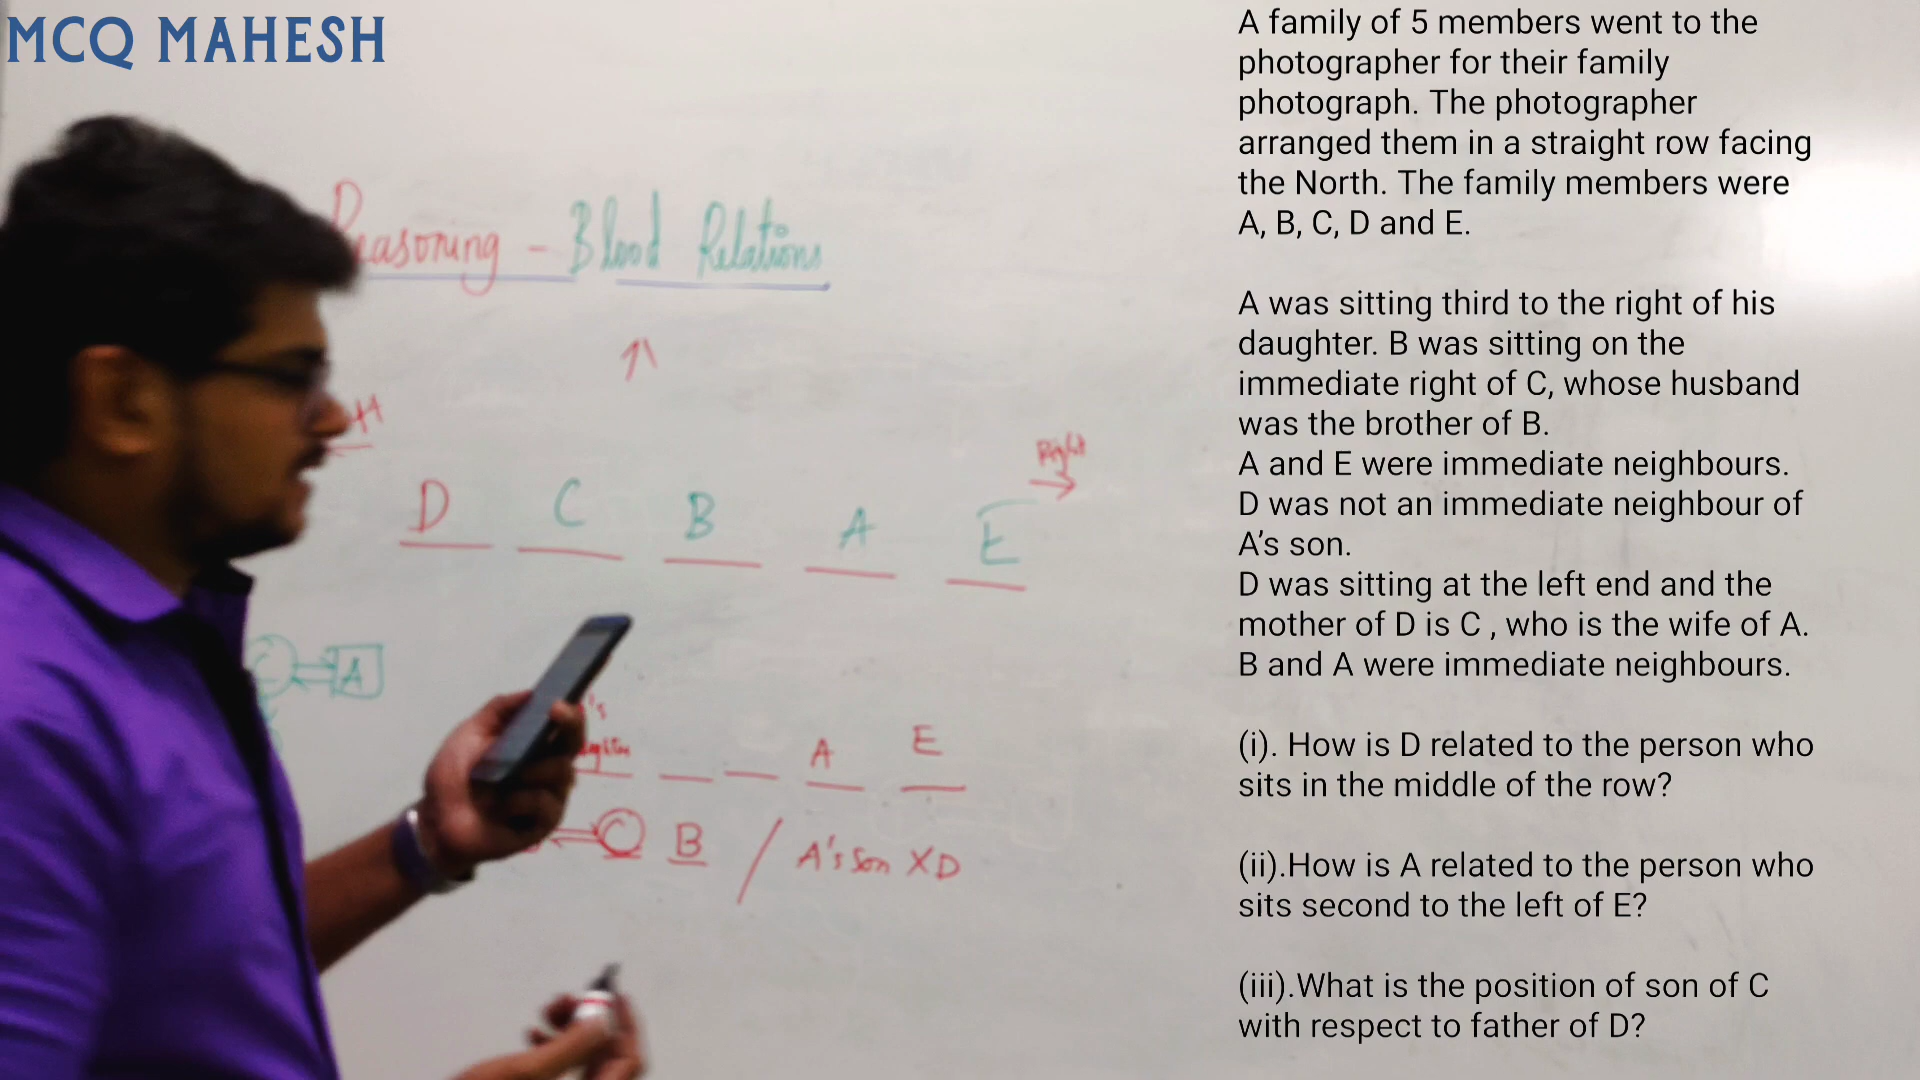 MCQ MAHESH
Reasoning - Blood Relations
Right
D C B A E
C A
A E
C B / A's Son X D
A family of 5 members went to the
photographer for their family
photograph. The photographer
arranged them in a straight row facing
the North. The family members were
A, B, C, D and E.
A was sitting third to the right of his
daughter. B was sitting on the
immediate right of C, whose husband
was the brother of B.
A and E were immediate neighbours.
D was not an immediate neighbour of
A’s son.
D was sitting at the left end and the
mother of D is C , who is the wife of A.
B and A were immediate neighbours.
(i). How is D related to the person who
sits in the middle of the row?
(ii).How is A related to the person who
sits second to the left of E?
(iii).What is the position of son of C
with respect to father of D?